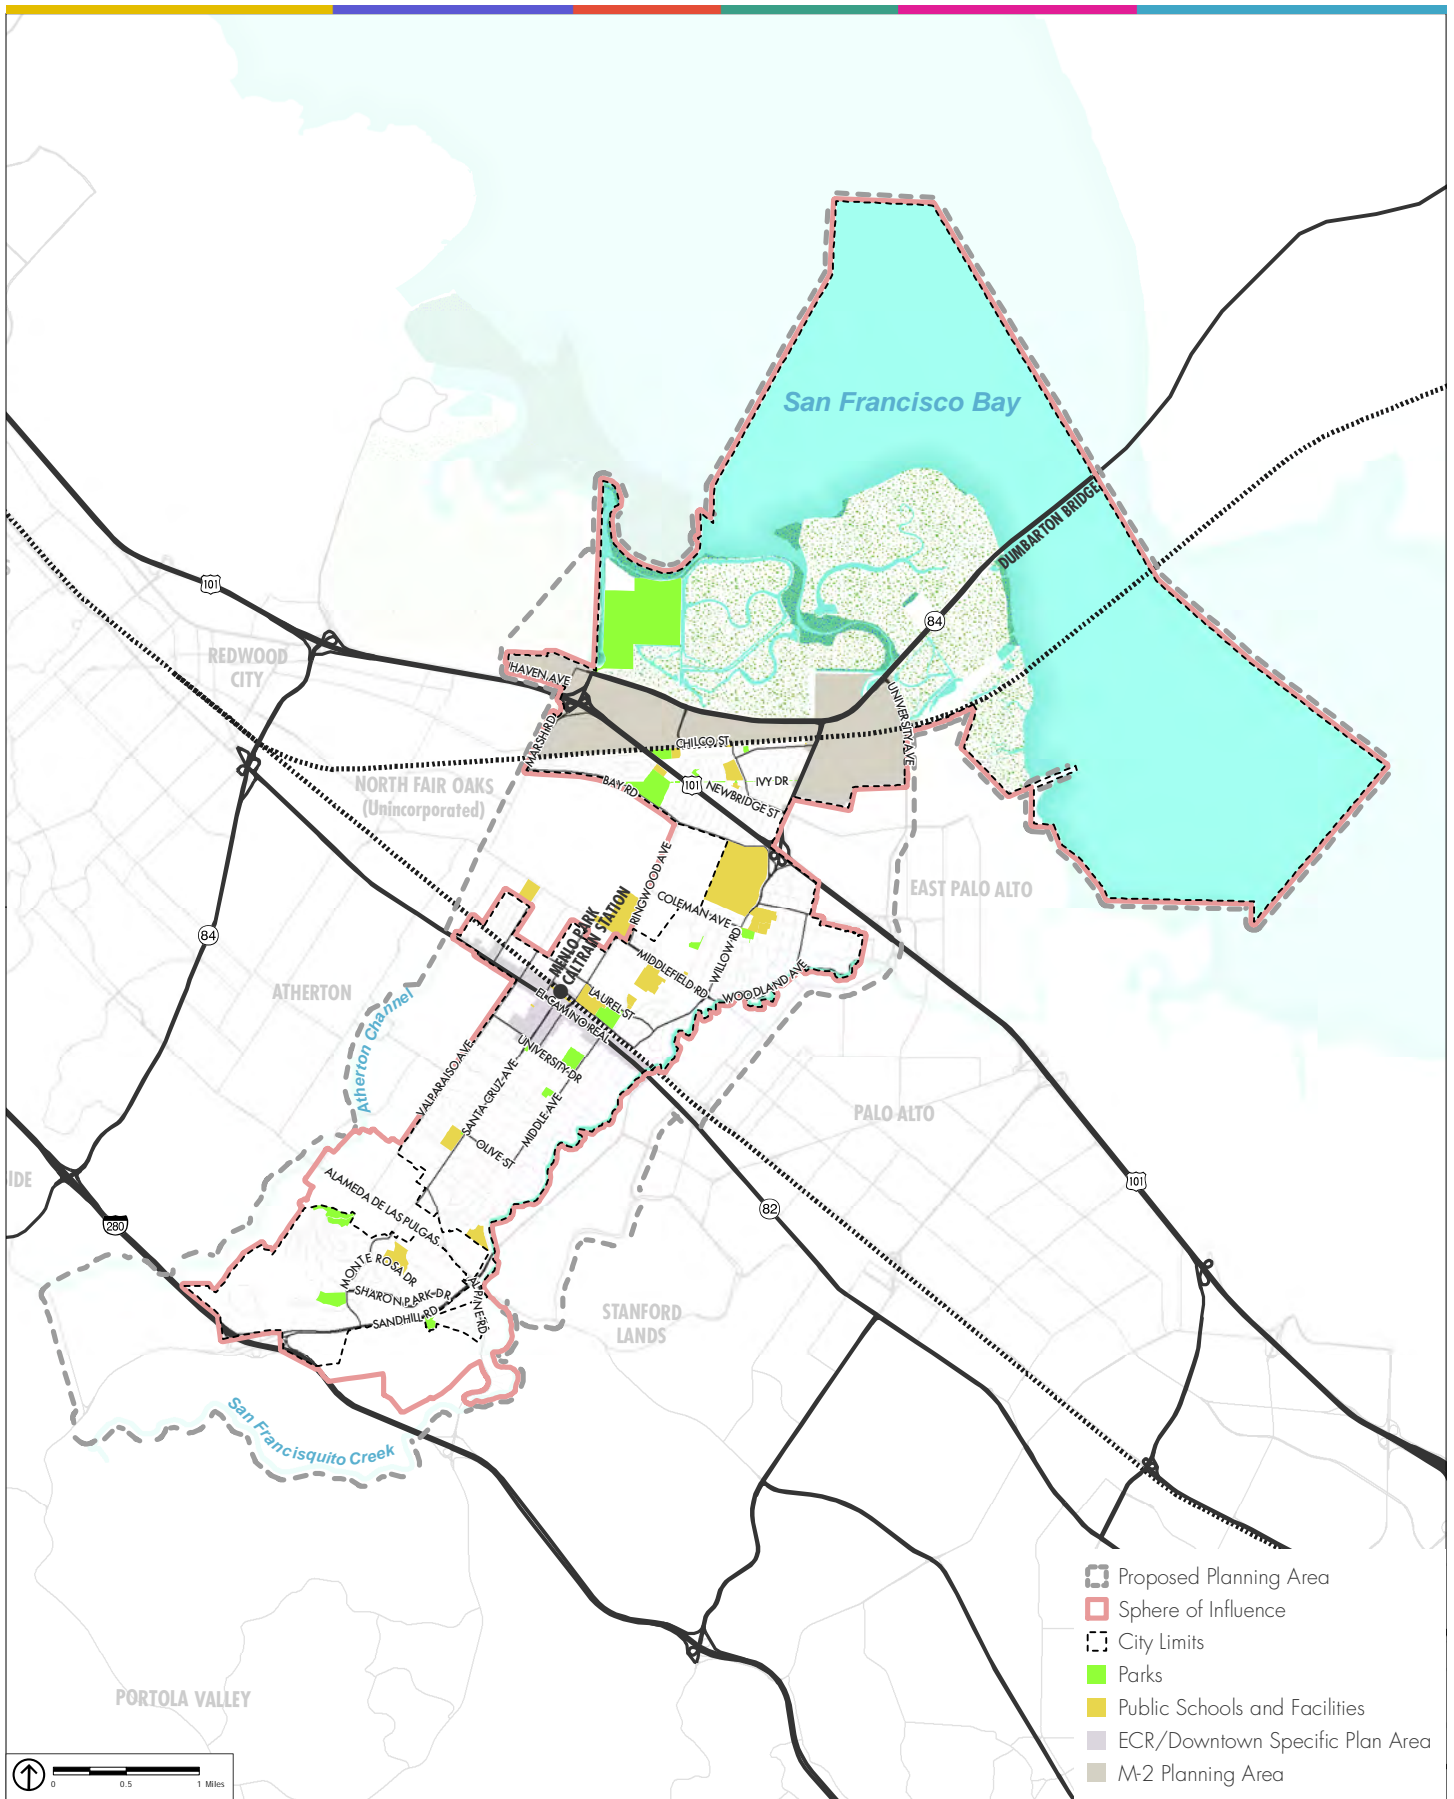 San Francisco Bay
DUMBARTON BRIDGE
101
84
REDWOOD
CITY
HAVEN AVE
UNIVERSITY AVE
MARSH RD
CHILCO ST
NORTH FAIR OAKS
(Unincorporated)
BAY RD
101
IVY DR
NEWBRIDGE ST
EAST PALO ALTO
RINGWOOD AVE
COLEMAN AVE
MENLO PARK
CALTRAIN STATION
WILLOW RD
84
MIDDLEFIELD RD
WOODLAND AVE
ATHERTON
LAUREL ST
EL CAMINO REAL
Atherton Channel
UNIVERSITY DR
VALPARAISO AVE
SANTA CRUZ AVE
MIDDLE AVE
PALO ALTO
OLIVE ST
IDE
101
ALAMEDA DE LAS PULGAS
82
280
MONTE ROSA DR
SHARON PARK DR
ALPINE RD
SANDHILL RD
STANFORD
LANDS
San Francisquito Creek
PORTOLA VALLEY
Proposed Planning Area
Sphere of Influence
City Limits
Parks
Public Schools and Facilities
ECR/Downtown Specific Plan Area
M-2 Planning Area
0 0.5 1 Miles